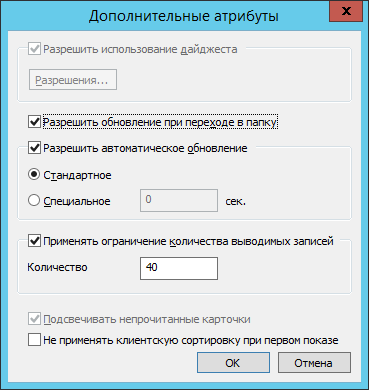 Дополнительные атрибуты
x
Разрешить использование дайджеста
Разрешения...
Разрешить обновление при переходе в папку
Разрешить автоматическое обновление
Стандартное
Специальное 0 сек.
Применять ограничение количества выводимых записей
Количество 40
Подсвечивать непрочитанные карточки
Не применять клиентскую сортировку при первом показе
OK Отмена